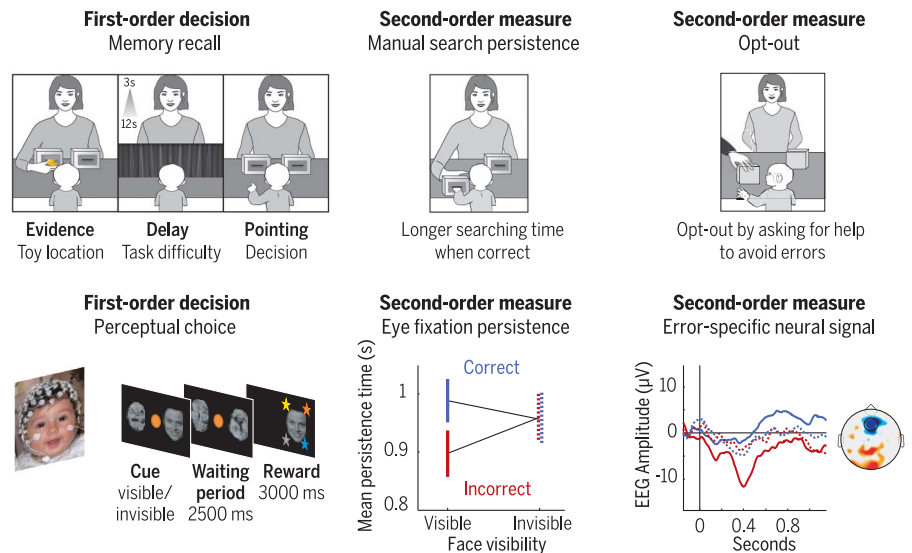 First-order decision
Memory recall
3s
12s
Evidence
Toy location
Delay
Task difficulty
Pointing
Decision
Second-order measure
Manual search persistence
Longer searching time
when correct
Second-order measure
Opt-out
Opt-out by asking for help
to avoid errors
First-order decision
Perceptual choice
Cue
visible/
invisible
Waiting
period
2500 ms
Reward
3000 ms
Second-order measure
Eye fixation persistence
Mean persistence time (s)
1
0.9
0.8
Correct
Incorrect
Visible
Invisible
Face visibility
Second-order measure
Error-specific neural signal
EEG Amplitude (µV)
10
0
-10
0
0.4
0.8
Seconds